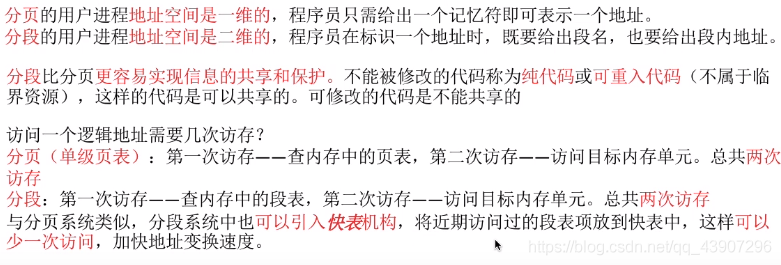 分页的用户进程地址空间是一维的，程序员只需给出一个记忆符即可表示一个地址。
分段的用户进程地址空间是二维的，程序员在标识一个地址时，既要给出段名，也要给出段内地址。
分段比分页更容易实现信息的共享和保护。不能被修改的代码称为纯代码或可重入代码（不属于临
界资源），这样的代码是可以共享的。可修改的代码是不能共享的
访问一个逻辑地址需要几次访存？
分页（单级页表）：第一次访存——查内存中的页表，第二次访存——访问目标内存单元。总共两次
访存
分段：第一次访存——查内存中的段表，第二次访存——访问目标内存单元。总共两次访存
与分页系统类似，分段系统中也可以引入快表机构，将近期访问过的段表项放到快表中，这样可以
少一次访问，加快地址变换速度。
https://blog.csdn.net/qq_43907296